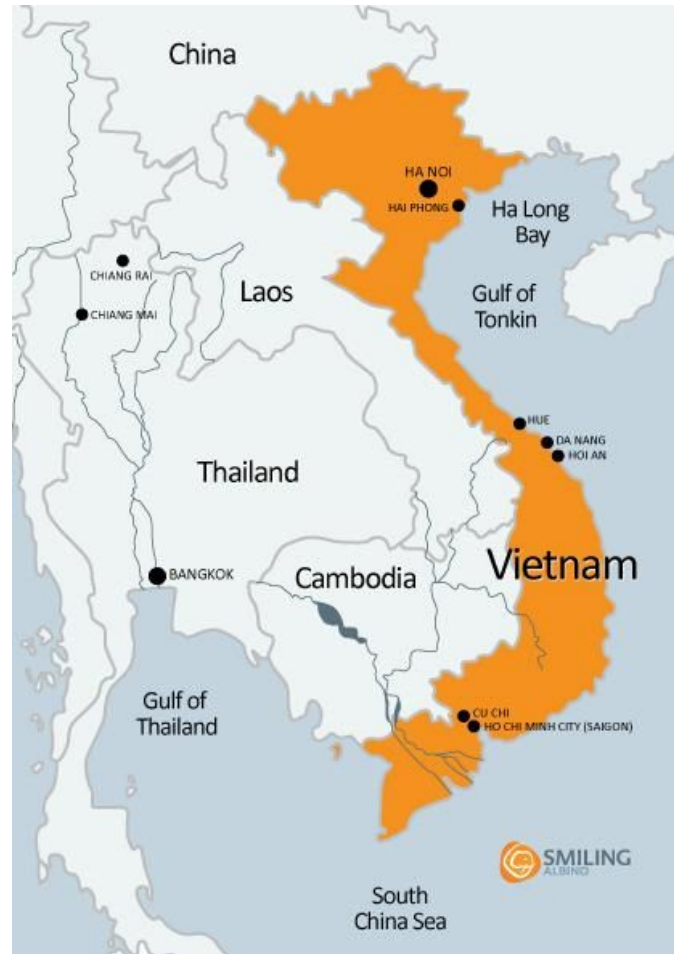 China
HA NOI
HAI PHONG
Ha Long
Bay
CHIANG RAI
Laos
Gulf of
Tonkin
CHIANG MAI
HUE
DA NANG
HOI AN
Thailand
Vietnam
BANGKOK
Cambodia
Gulf of
Thailand
CU CHI
HO CHI MINH CITY (SAIGON)
SMILING
ALBINO
South
China Sea